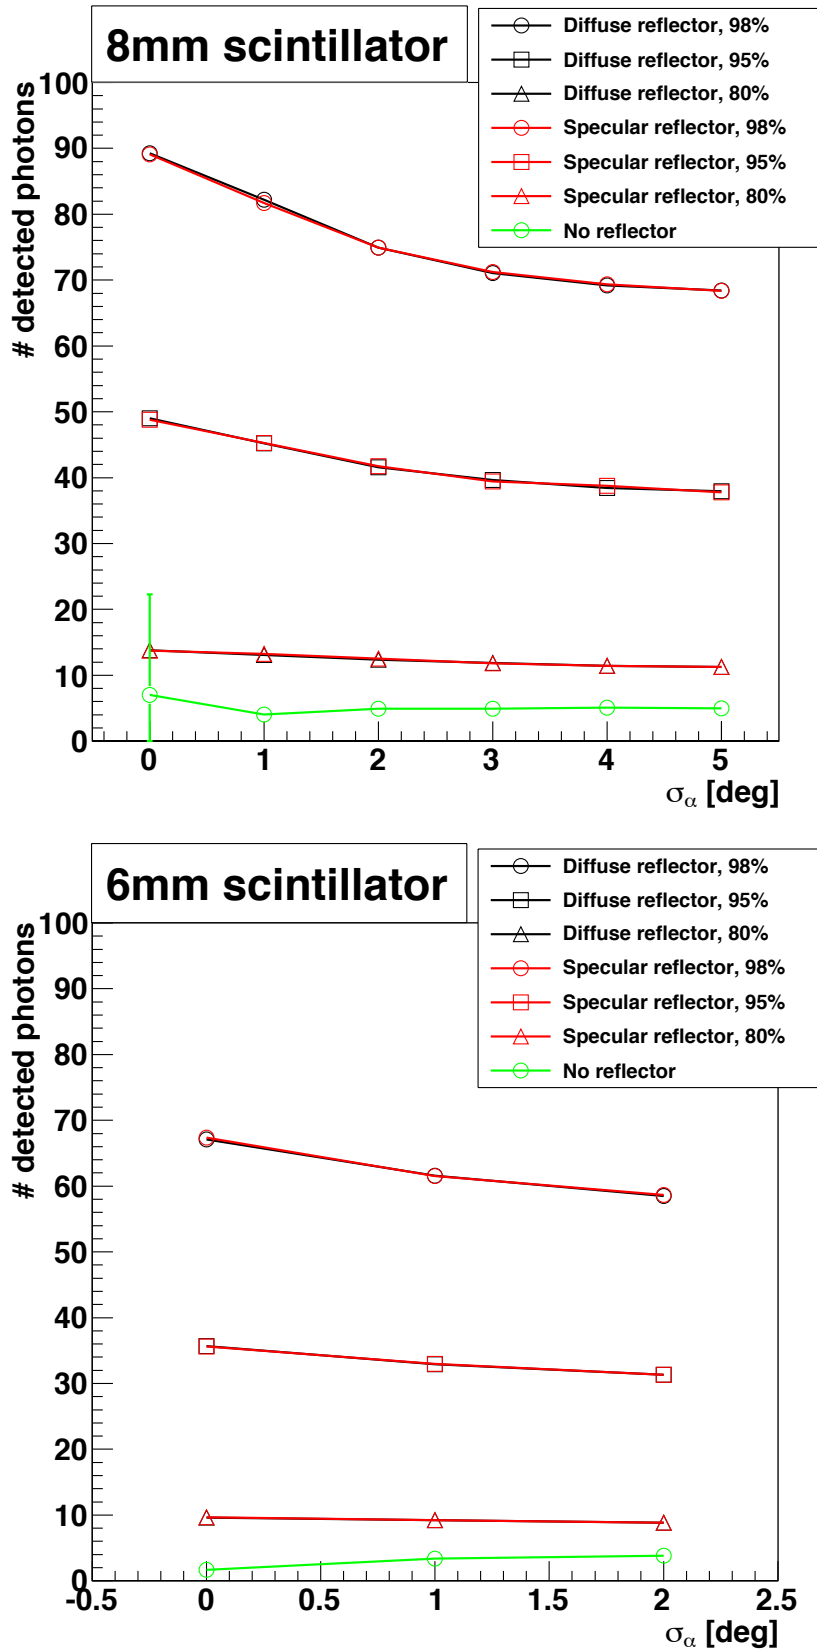 8mm scintillator
Diffuse reflector, 98%
Diffuse reflector, 95%
Diffuse reflector, 80%
Specular reflector, 98%
Specular reflector, 95%
Specular reflector, 80%
No reflector
# detected photons
100
90
80
70
60
50
40
30
20
10
0
0 1 2 3 4 5
σα [deg]
6mm scintillator
Diffuse reflector, 98%
Diffuse reflector, 95%
Diffuse reflector, 80%
Specular reflector, 98%
Specular reflector, 95%
Specular reflector, 80%
No reflector
# detected photons
100
90
80
70
60
50
40
30
20
10
0
-0.5 0 0.5 1 1.5 2 2.5
σα [deg]